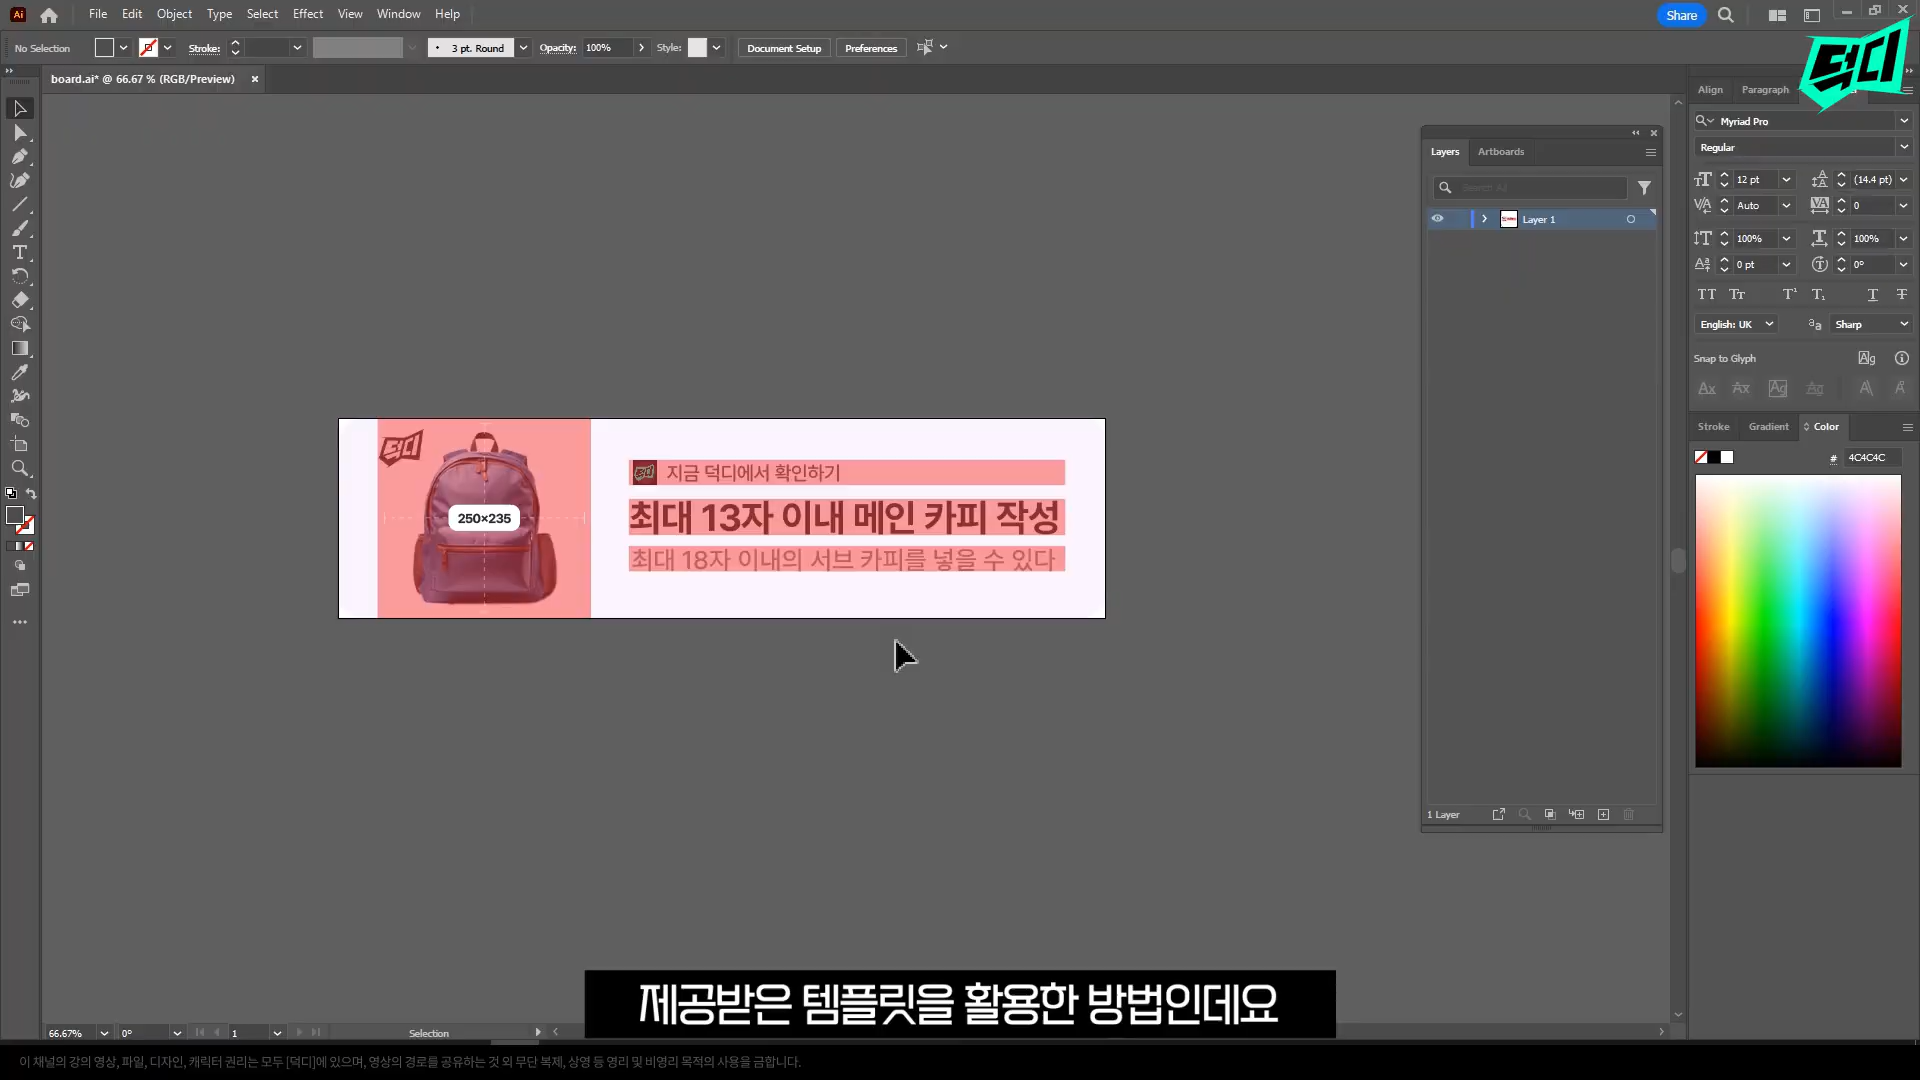 File Edit Object Type Select Effect View Window Help
Share
No Selection
Stroke:
3 pt. Round
Opacity: 100%
Style:
Document Setup
Preferences
board.ai* @ 66.67 % (RGB/Preview)
덕디
Align
Paragraph
Myriad Pro
Regular
12 pt
(14.4 pt)
Auto
0
100%
100%
0 pt
0°
English: UK
Sharp
Snap to Glyph
Layers
Artboards
Search All
Layer 1
1 Layer
Stroke
Gradient
Color
#
4C4C4C
덕디
250×235
덕디
지금 덕디에서 확인하기
최대 13자 이내 메인 카피 작성
최대 18자 이내의 서브 카피를 넣을 수 있다
제공받은 템플릿을 활용한 방법인데요
66.67%
0°
1
Selection
이 채널의 강의 영상, 파일, 디자인, 캐릭터 권리는 모두 [덕디]에 있으며, 영상의 경로를 공유하는 것 외 무단 복제, 상영 등 영리 및 비영리 목적의 사용을 금합니다.